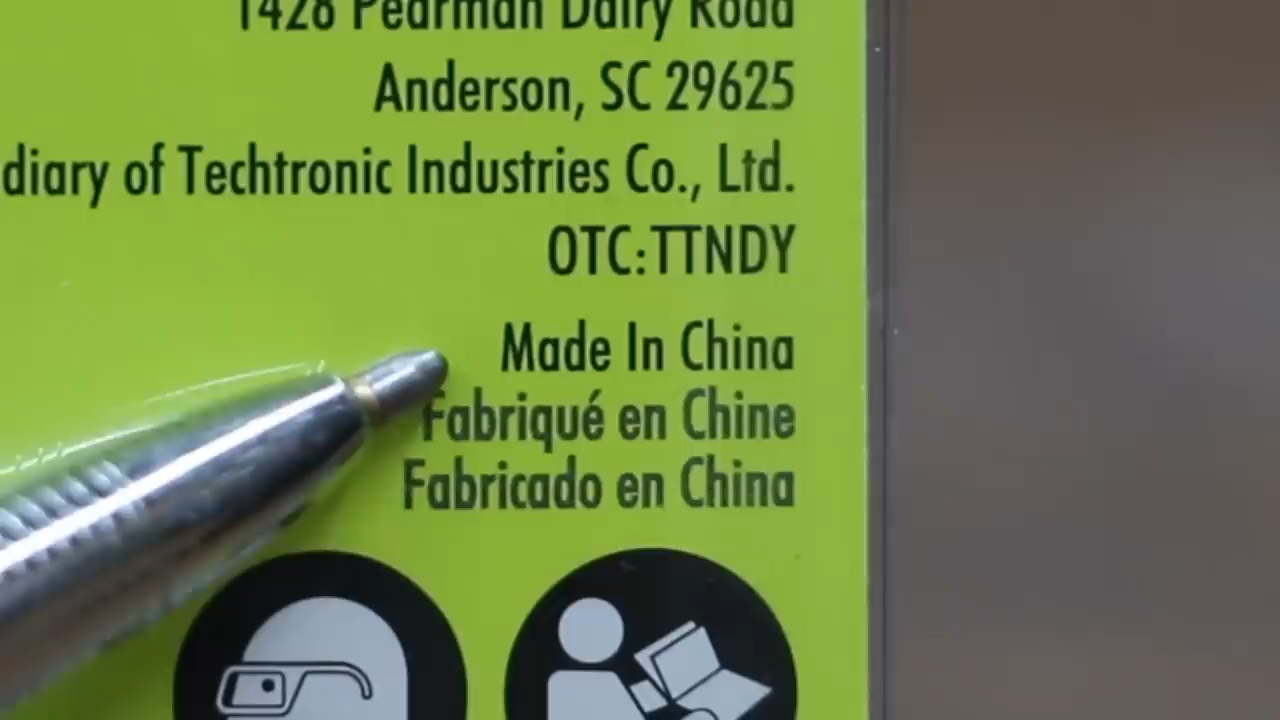 1428 Pearman Dairy Road
Anderson, SC 29625
diary of Techtronic Industries Co., Ltd.
OTC:TTNDY
Made In China
Fabriqué en Chine
Fabricado en China